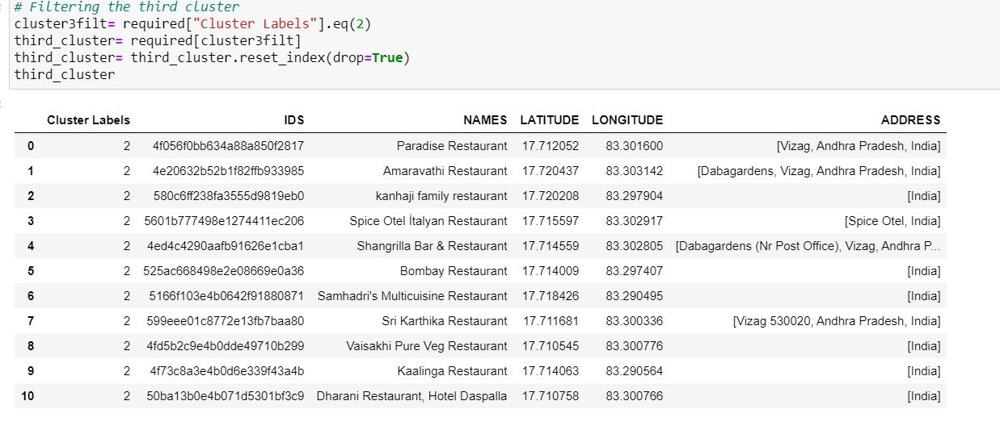 # Filtering the third cluster
cluster3filt= required["Cluster Labels"].eq(2)
third_cluster= required[cluster3filt]
third_cluster= third_cluster.reset_index(drop=True)
third_cluster
Cluster Labels IDS NAMES LATITUDE LONGITUDE ADDRESS
0 2 4f056f0bb634a88a850f2817 Paradise Restaurant 17.712052 83.301600 [Vizag, Andhra Pradesh, India]
1 2 4e20632b52b1f82ffb933985 Amaravathi Restaurant 17.720437 83.303142 [Dabagardens, Vizag, Andhra Pradesh, India]
2 2 580c6ff238fa3555d9819eb0 kanhaji family restaurant 17.720208 83.297904 [India]
3 2 5601b777498e1274411ec206 Spice Otel İtalyan Restaurant 17.715597 83.302917 [Spice Otel, India]
4 2 4ed4c4290aafb91626e1cba1 Shangrilla Bar & Restaurant 17.714559 83.302805 [Dabagardens (Nr Post Office), Vizag, Andhra P...
5 2 525ac668498e2e08669e0a36 Bombay Restaurant 17.714009 83.297407 [India]
6 2 5166f103e4b0642f91880871 Samhadri's Multicuisine Restaurant 17.718426 83.290495 [India]
7 2 599eee01c8772e13fb7baa80 Sri Karthika Restaurant 17.711681 83.300336 [Vizag 530020, Andhra Pradesh, India]
8 2 4fd5b2c9e4b0dde49710b299 Vaisakhi Pure Veg Restaurant 17.710545 83.300776 [India]
9 2 4f73c8a3e4b0d6e339f43a4b Kaalinga Restaurant 17.714063 83.290564 [India]
10 2 50ba13b0e4b071d5301bf3c9 Dharani Restaurant, Hotel Daspalla 17.710758 83.300766 [India]